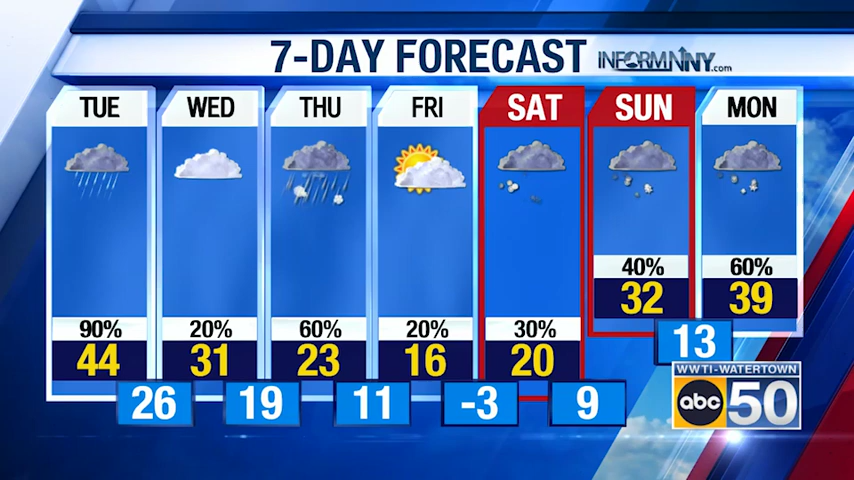 7-DAY FORECAST INFORMNNY.com
TUE WED THU FRI SAT SUN MON
40% 60%
32 39
90% 20% 60% 20% 30%
44 31 23 16 20
13
26 19 11 -3 9
WWTI-WATERTOWN
abc 50